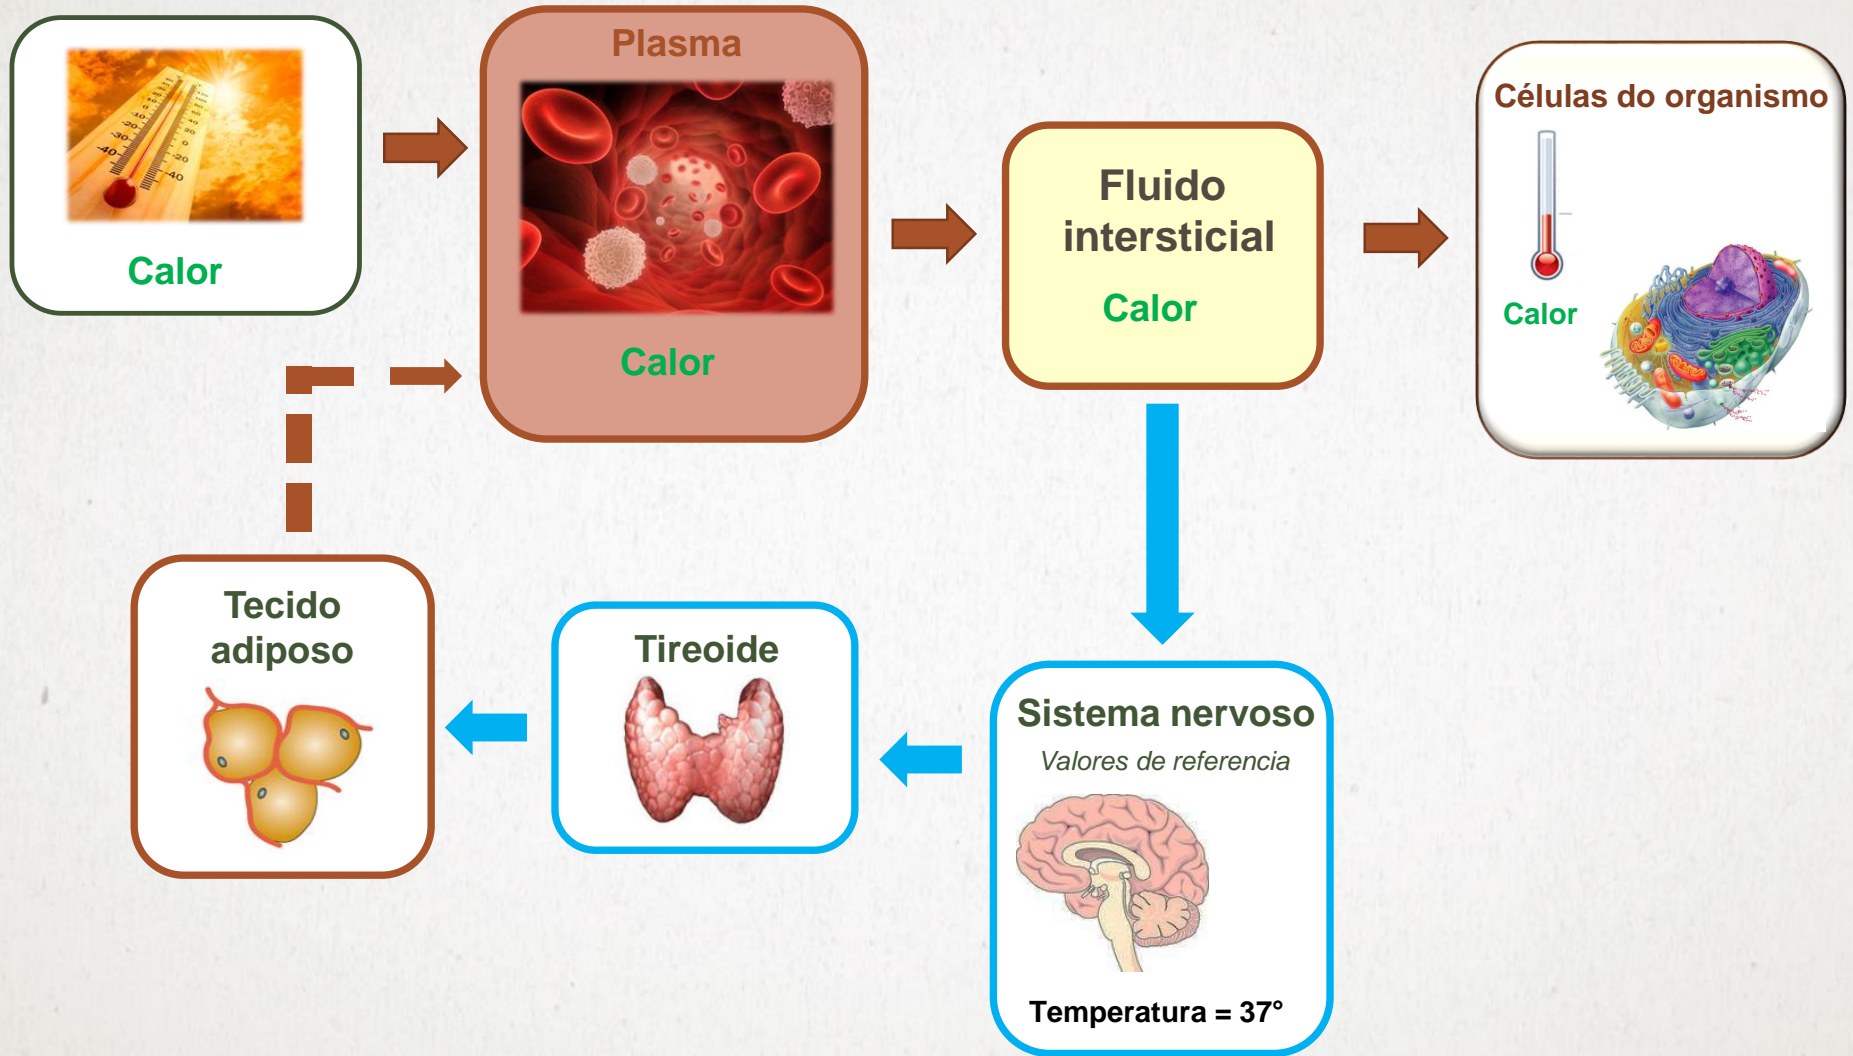 Calor
Plasma
Calor
Fluido
intersticial
Calor
Células do organismo
Calor
Tecido
adiposo
Tireoide
Sistema nervoso
Valores de referencia
Temperatura = 37°